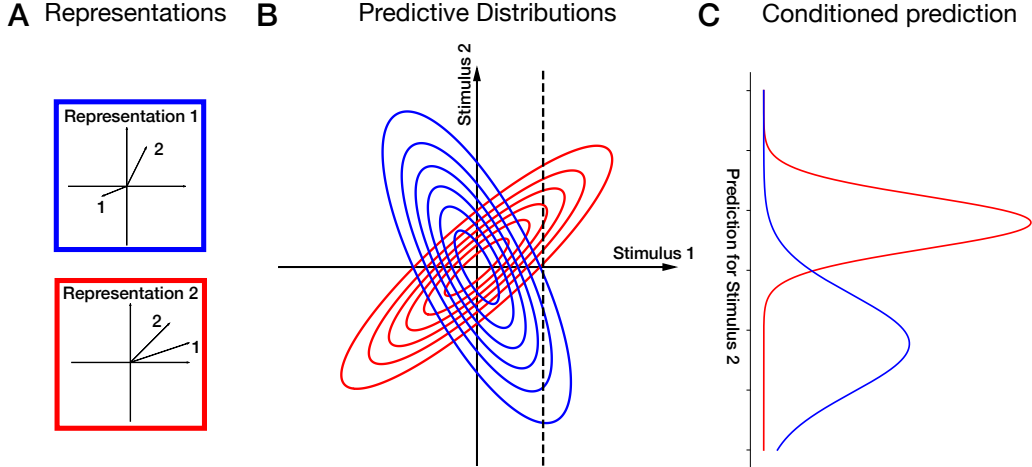 A Representations
B Predictive Distributions
C Conditioned prediction
Representation 1
2
1
Representation 2
2
1
Stimulus 2
Stimulus 1
Prediction for Stimulus 2